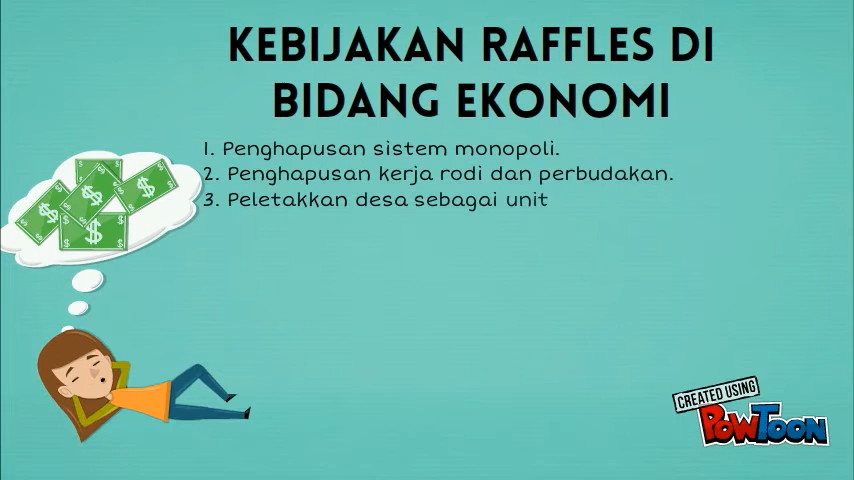 KEBIJAKAN RAFFLES DI
BIDANG EKONOMI
1. Penghapusan sistem monopoli.
2. Penghapusan kerja rodi dan perbudakan.
3. Peletakkan desa sebagai unit
CREATED USING
POWTOON